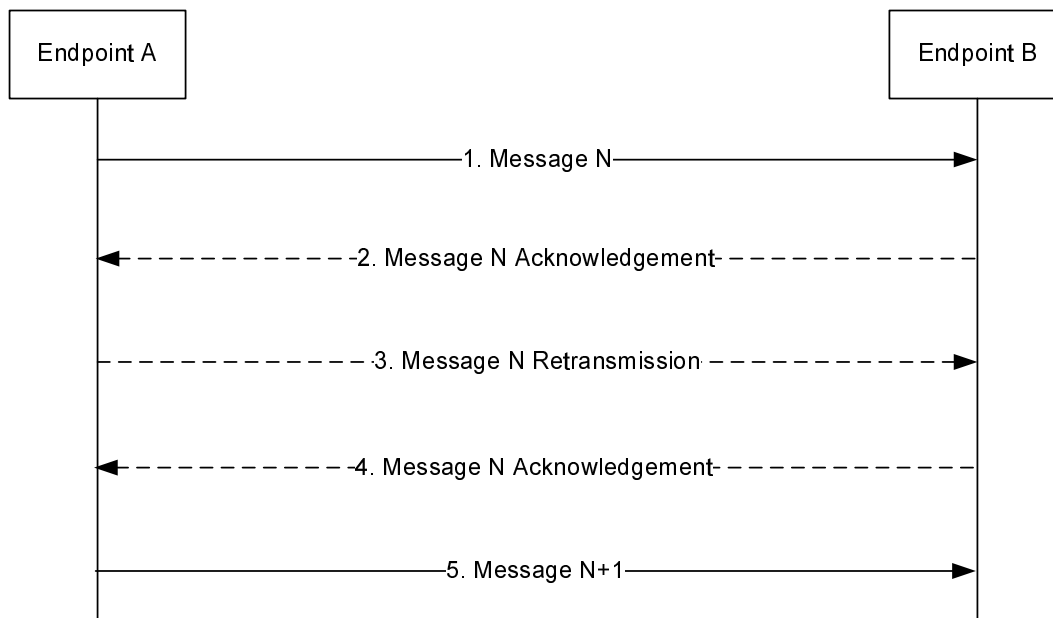 Endpoint A
Endpoint B
1. Message N
2. Message N Acknowledgement
3. Message N Retransmission
4. Message N Acknowledgement
5. Message N+1